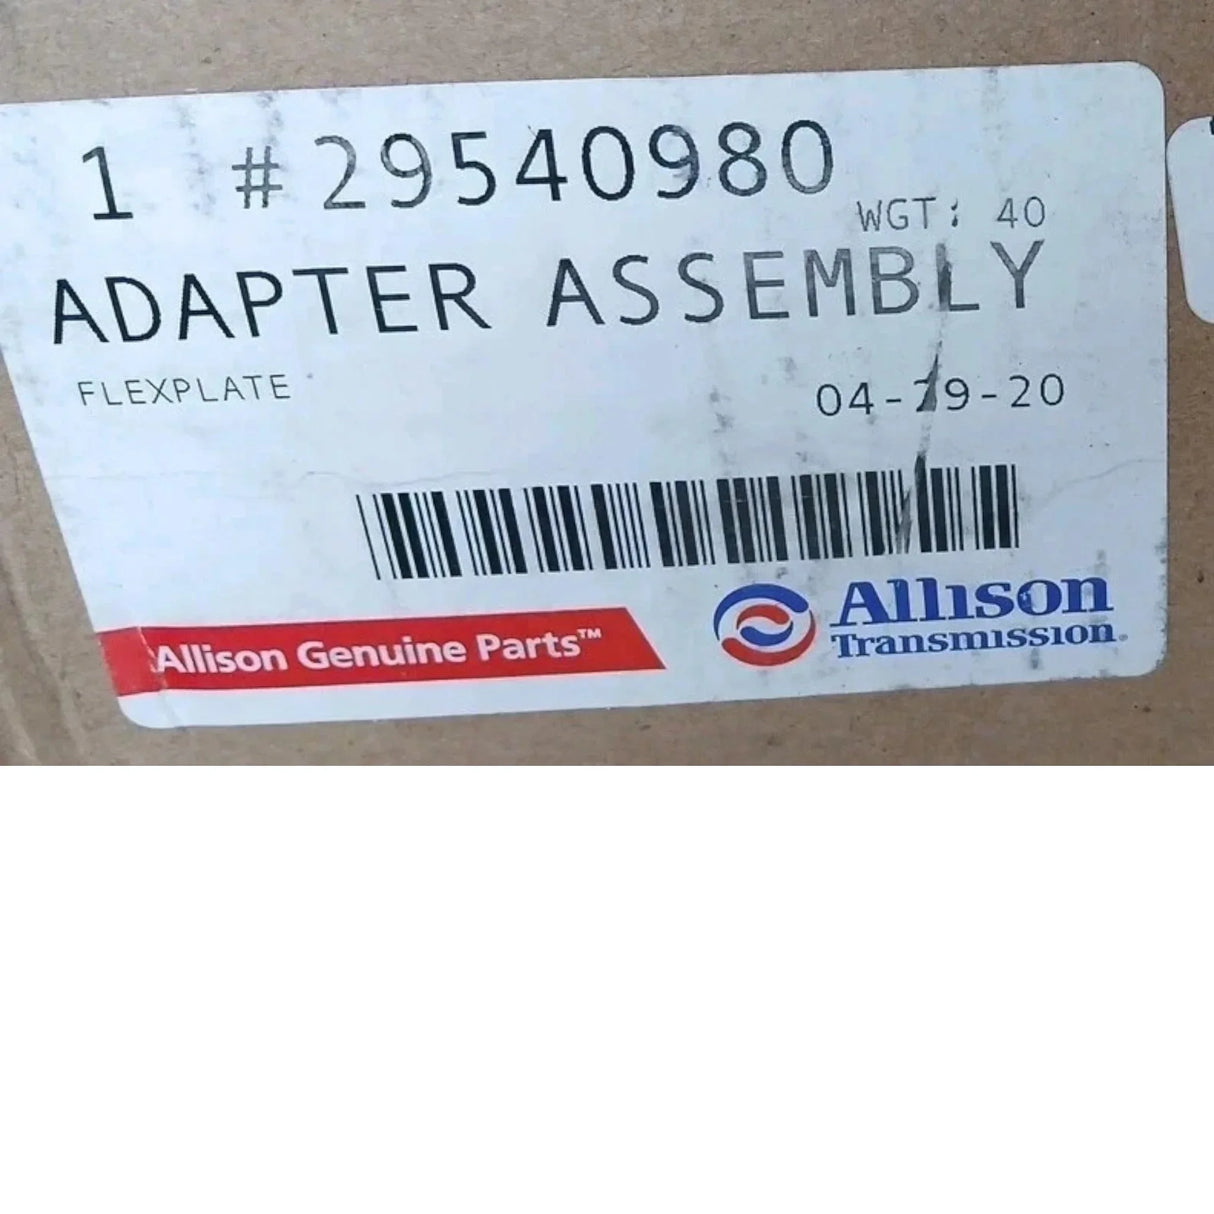 1 #29540980
WGT: 40
ADAPTER ASSEMBLY
FLEXPLATE
04-29-20
Allison Genuine Parts™
Allison
Transmission®